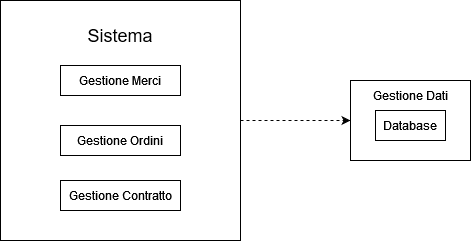 Sistema
Gestione Merci
Gestione Ordini
Gestione Contratto
Gestione Dati
Database